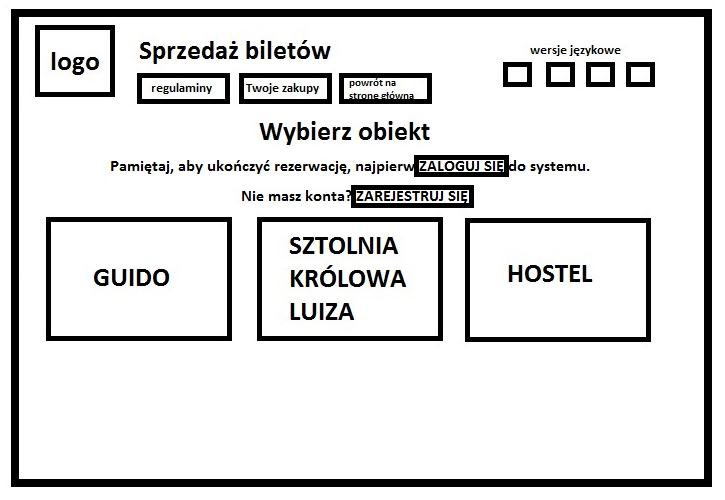 logo
Sprzedaż biletów
wersje językowe
regulaminy
Twoje zakupy
powrót na
stronę główną
Wybierz obiekt
Pamiętaj, aby ukończyć rezerwację, najpierw ZALOGUJ SIĘ do systemu.
Nie masz konta? ZAREJESTRUJ SIĘ
GUIDO
SZTOLNIA
KRÓLOWA
LUIZA
HOSTEL